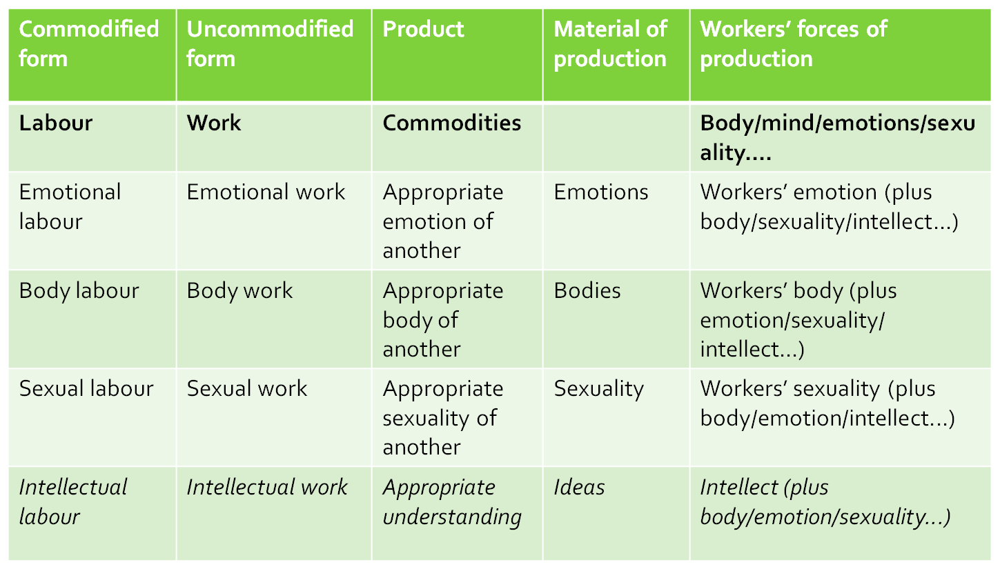 Commodified form
Uncommodified form
Product
Material of production
Workers’ forces of production
Labour
Work
Commodities
Body/mind/emotions/sexu
ality….
Emotional labour
Emotional work
Appropriate emotion of another
Emotions
Workers’ emotion (plus
body/sexuality/intellect…)
Body labour
Body work
Appropriate body of another
Bodies
Workers’ body (plus
emotion/sexuality/
intellect…)
Sexual labour
Sexual work
Appropriate sexuality of another
Sexuality
Workers’ sexuality (plus
body/emotion/intellect…)
Intellectual labour
Intellectual work
Appropriate understanding
Ideas
Intellect (plus
body/emotion/sexuality…)